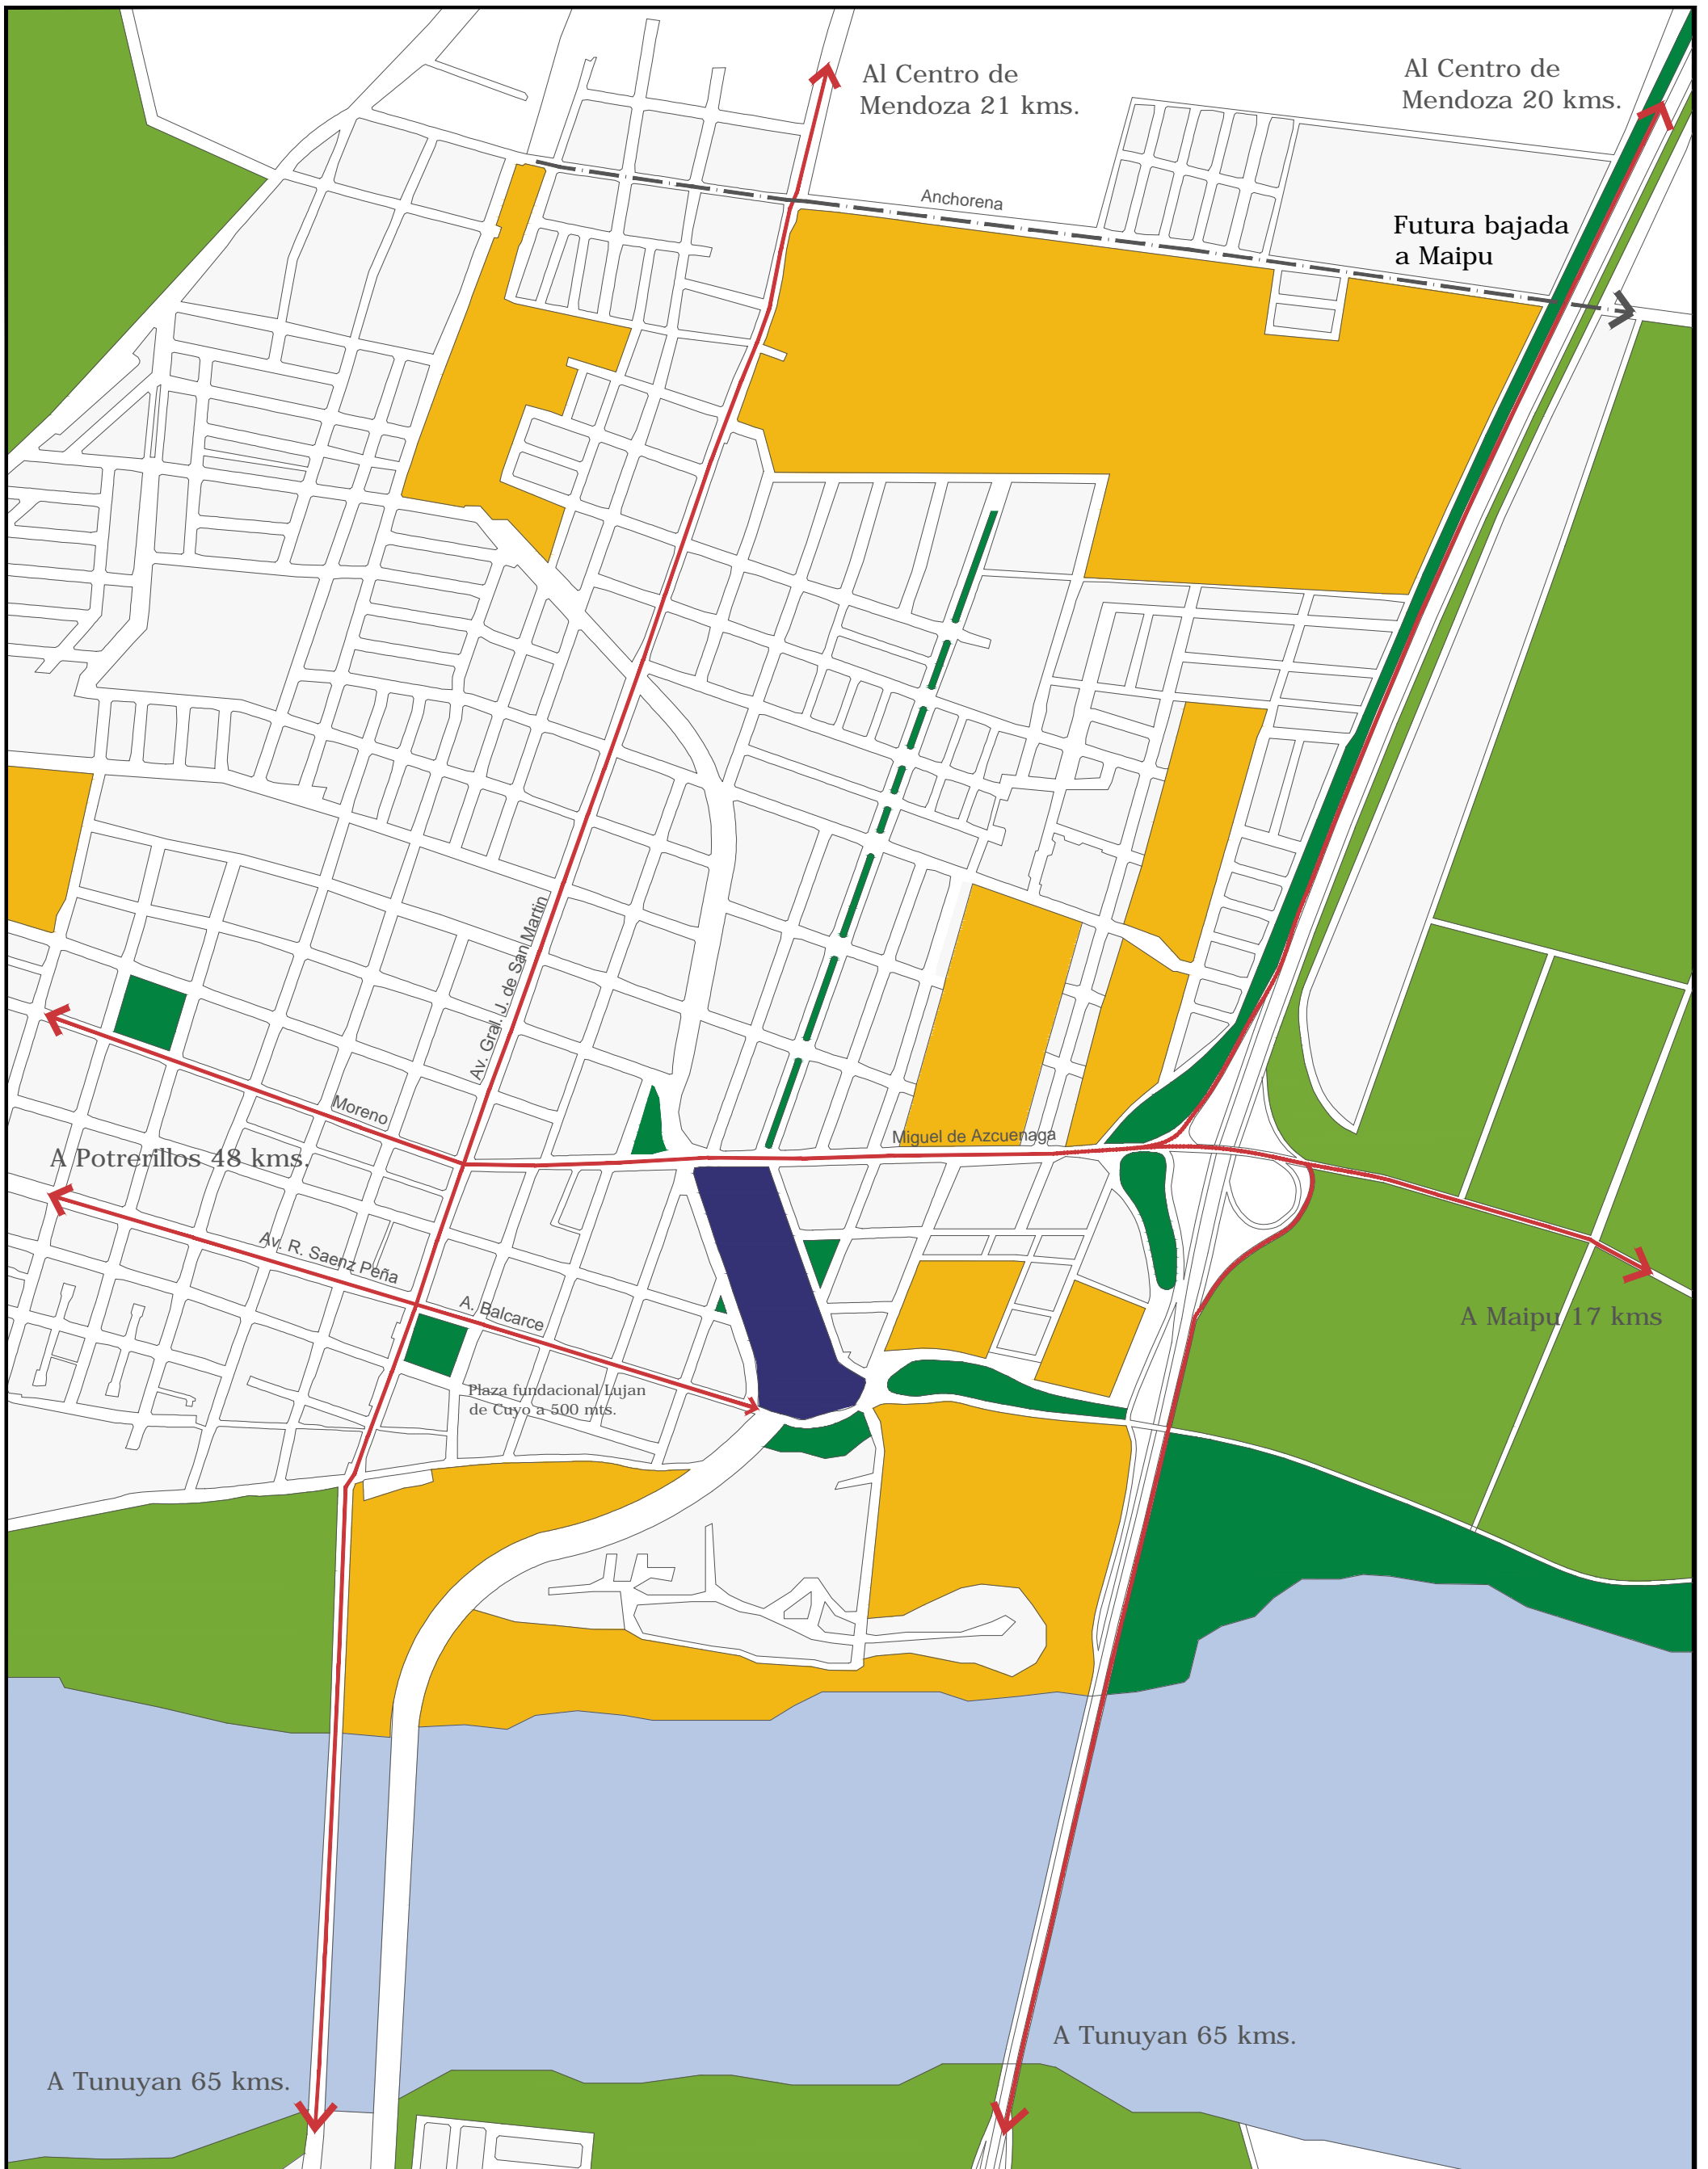 Al Centro de
Mendoza 21 kms.
Al Centro de
Mendoza 20 kms.
Anchorena
Futura bajada
a Maipu
Av. Gral. J. de San Martin
Moreno
Miguel de Azcuenaga
A Potrerillos 48 kms.
Av. R. Saenz Peña
A. Balcarce
A Maipu 17 kms
Plaza fundacional Lujan
de Cuyo a 500 mts.
A Tunuyan 65 kms.
A Tunuyan 65 kms.